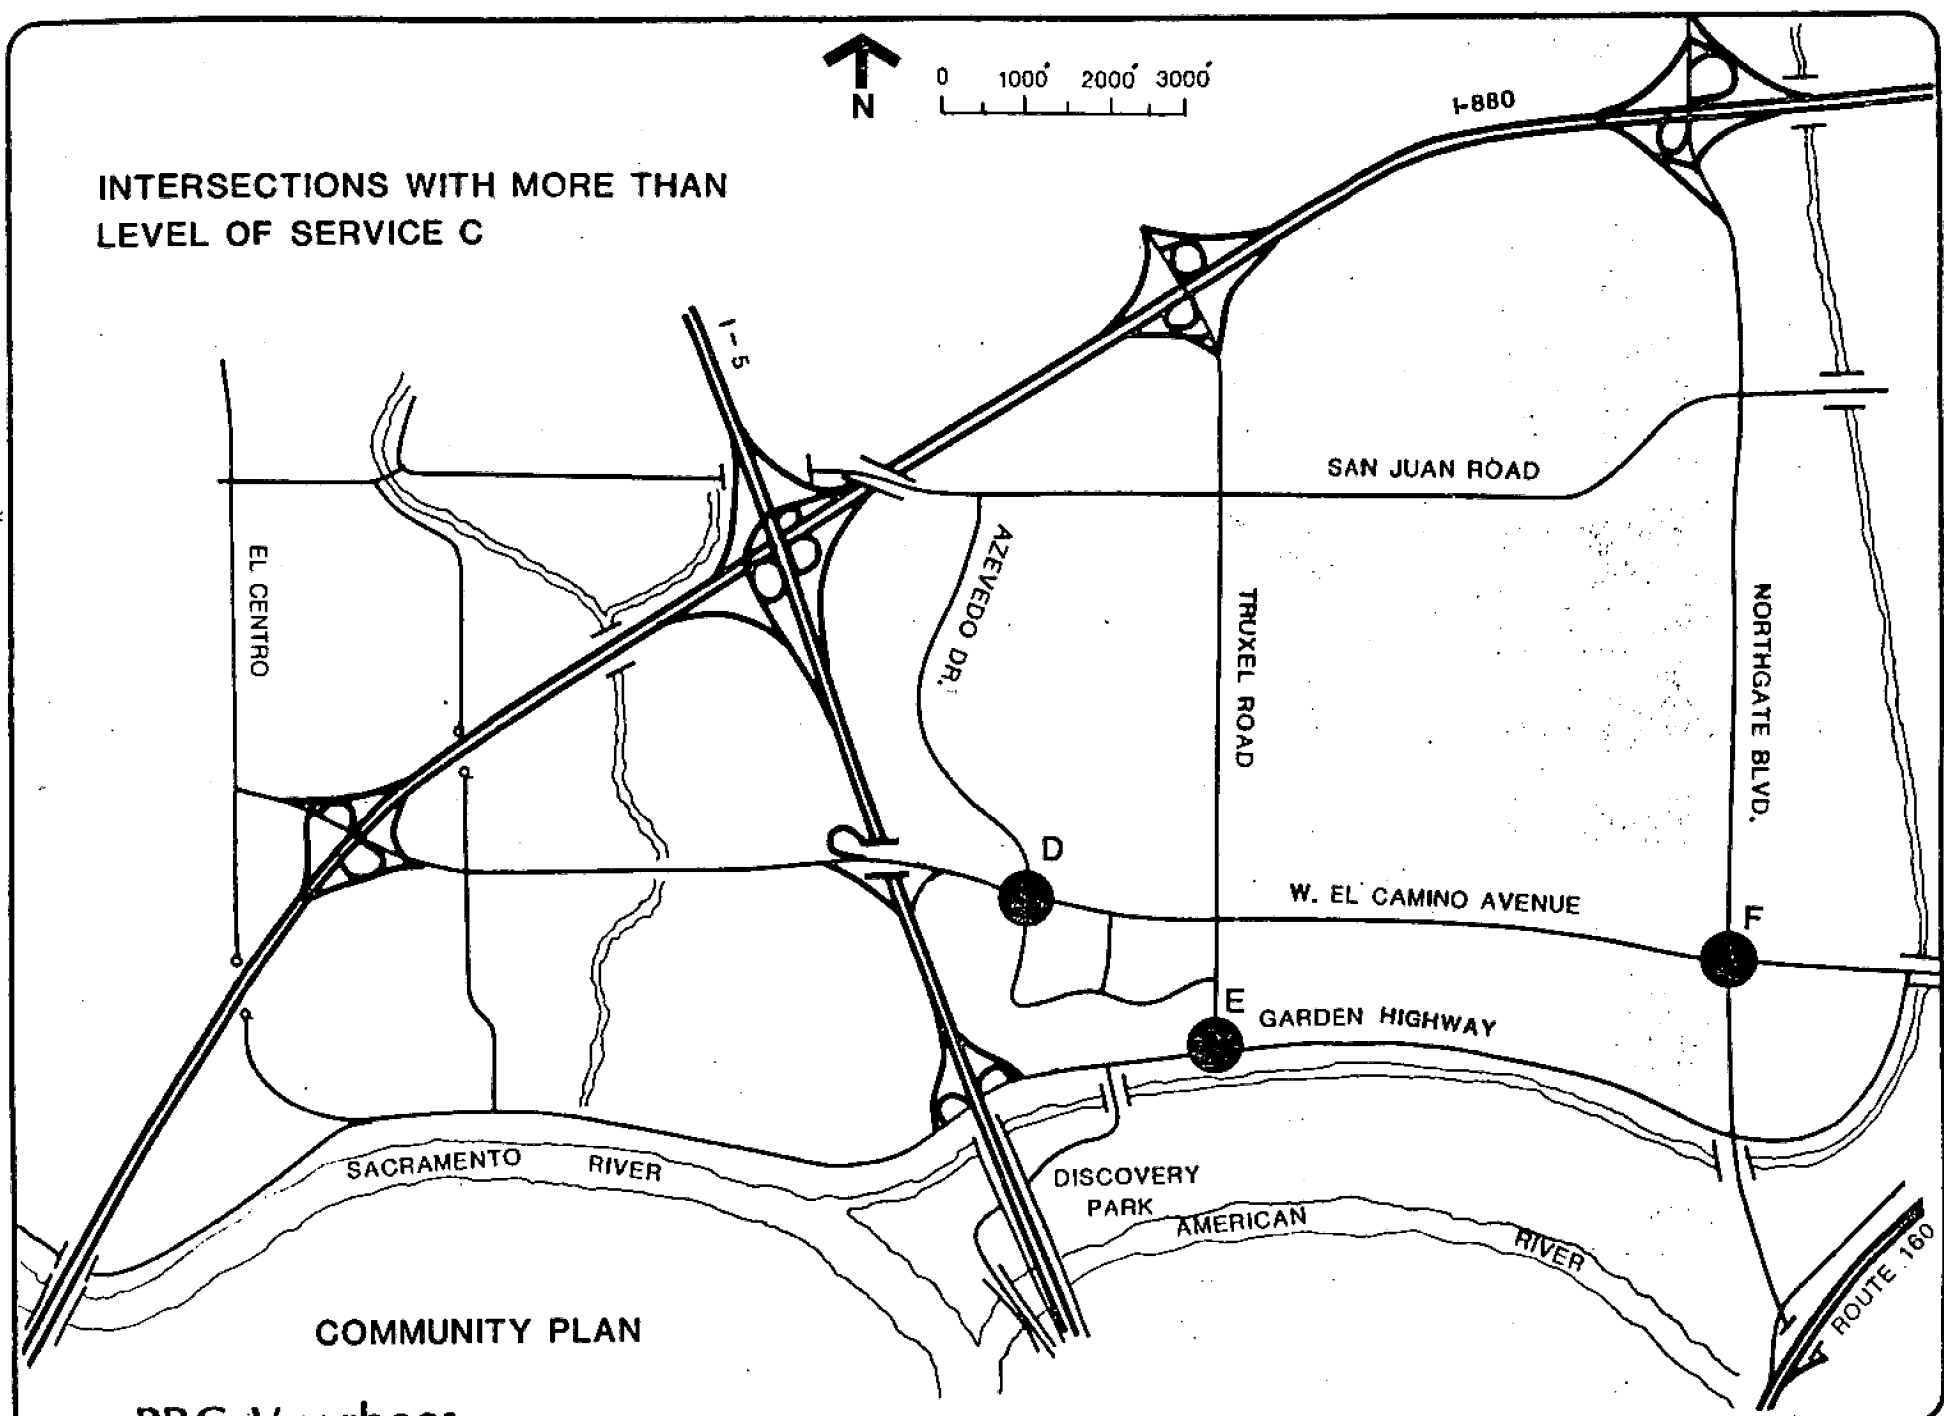 N
0 1000' 2000' 3000'
I-880
INTERSECTIONS WITH MORE THAN
LEVEL OF SERVICE C
I-5
SAN JUAN ROAD
EL CENTRO
AZEVEDO DR.
TRUXEL ROAD
NORTHGATE BLVD.
D
W. EL CAMINO AVENUE
F
E
GARDEN HIGHWAY
SACRAMENTO RIVER
DISCOVERY
PARK
AMERICAN RIVER
ROUTE 160
COMMUNITY PLAN